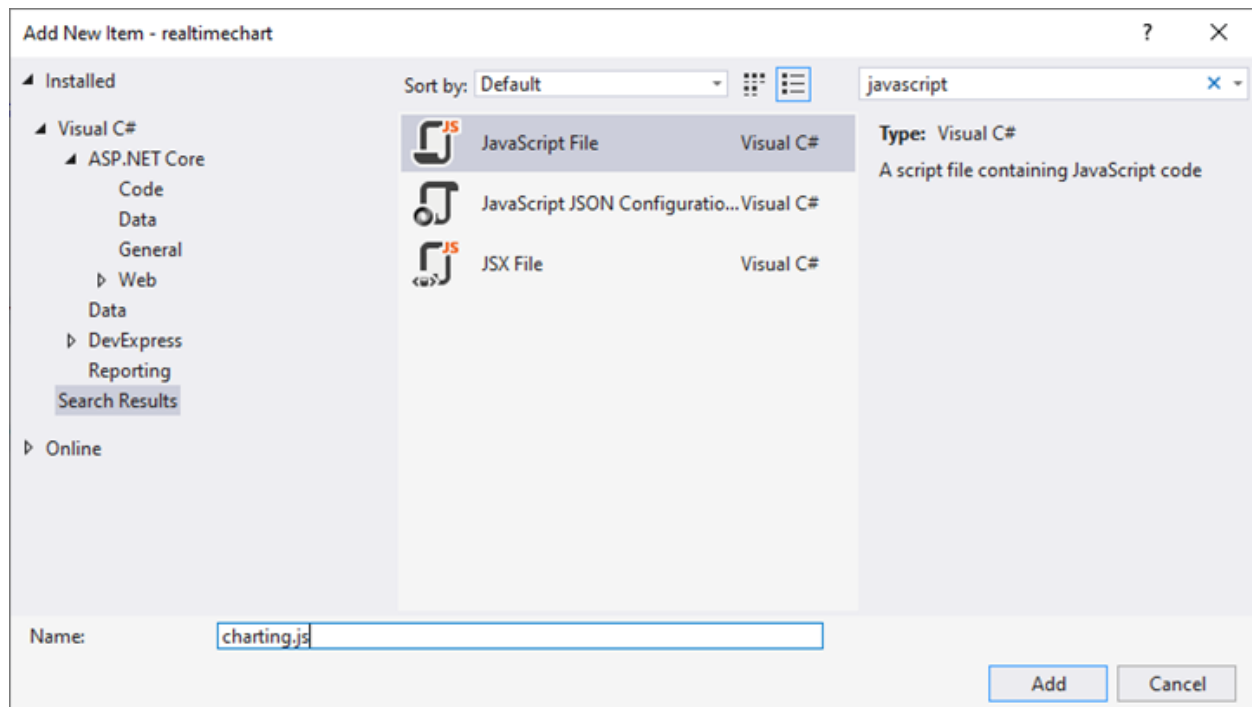 Add New Item - realtimechart ?
Installed
Visual C#
ASP.NET Core
Code
Data
General
Web
Data
DevExpress
Reporting
Search Results
Online
Sort by: Default
JavaScript File Visual C#
JavaScript JSON Configuratio... Visual C#
JSX File Visual C#
javascript
Type: Visual C#
A script file containing JavaScript code
Name: charting.js
Add Cancel